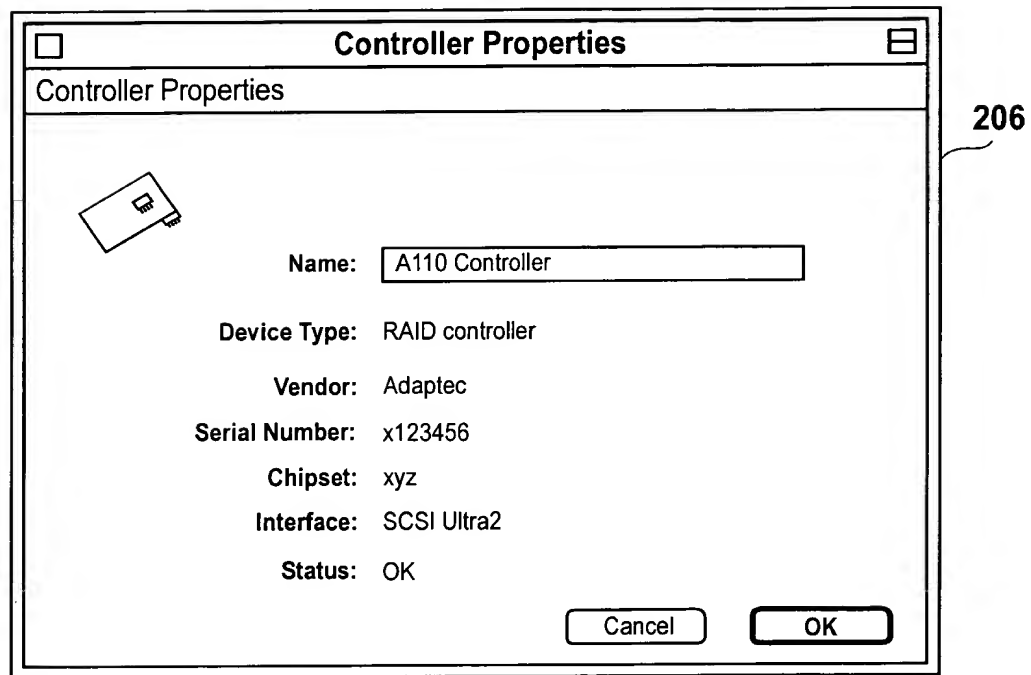 Controller Properties
Controller Properties
206
Name: A110 Controller
Device Type: RAID controller
Vendor: Adaptec
Serial Number: x123456
Chipset: xyz
Interface: SCSI Ultra2
Status: OK
Cancel OK